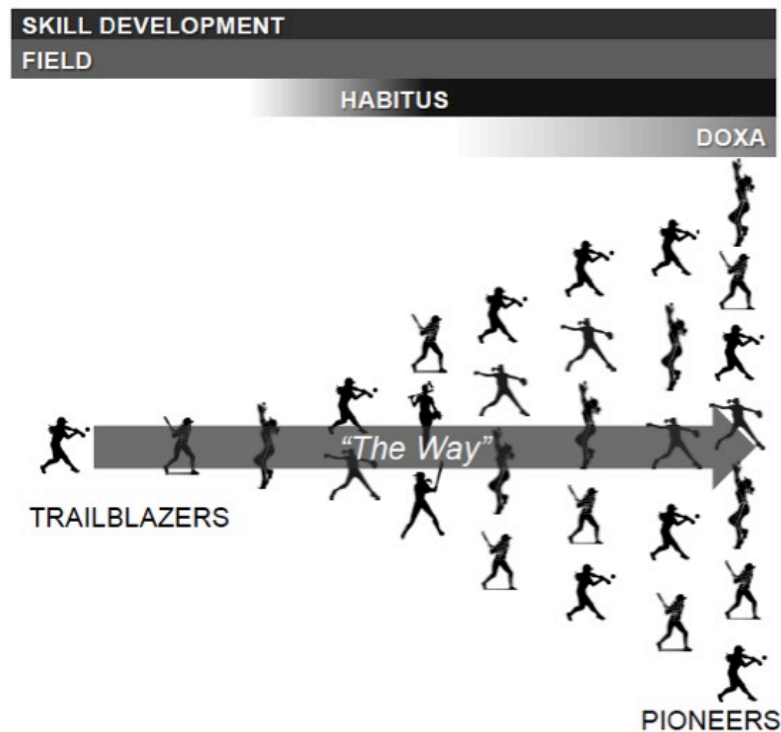 SKILL DEVELOPMENT
FIELD
HABITUS
DOXA
“The Way”
TRAILBLAZERS
PIONEERS